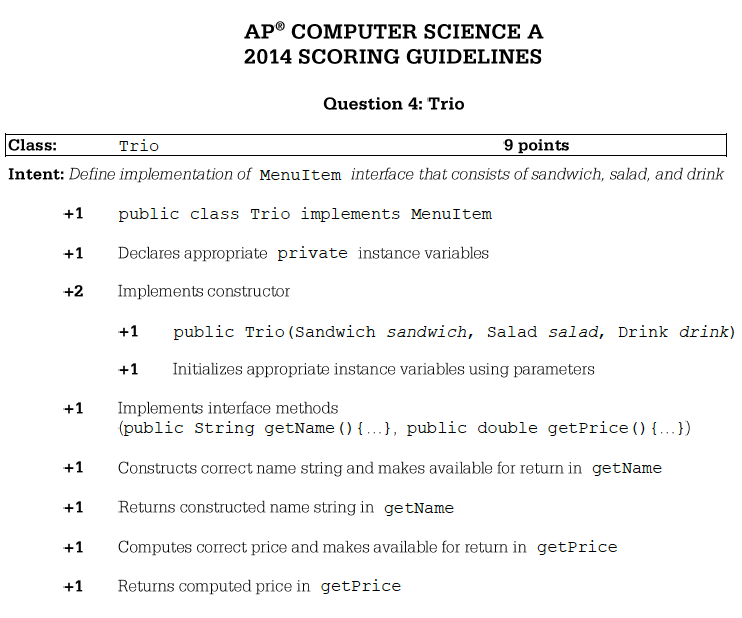 AP® COMPUTER SCIENCE A
2014 SCORING GUIDELINES
Question 4: Trio
Class: Trio 9 points
Intent: Define implementation of MenuItem interface that consists of sandwich, salad, and drink
+1 public class Trio implements MenuItem
+1 Declares appropriate private instance variables
+2 Implements constructor
+1 public Trio(Sandwich sandwich, Salad salad, Drink drink)
+1 Initializes appropriate instance variables using parameters
+1 Implements interface methods
(public String getName(){…}, public double getPrice(){…})
+1 Constructs correct name string and makes available for return in getName
+1 Returns constructed name string in getName
+1 Computes correct price and makes available for return in getPrice
+1 Returns computed price in getPrice